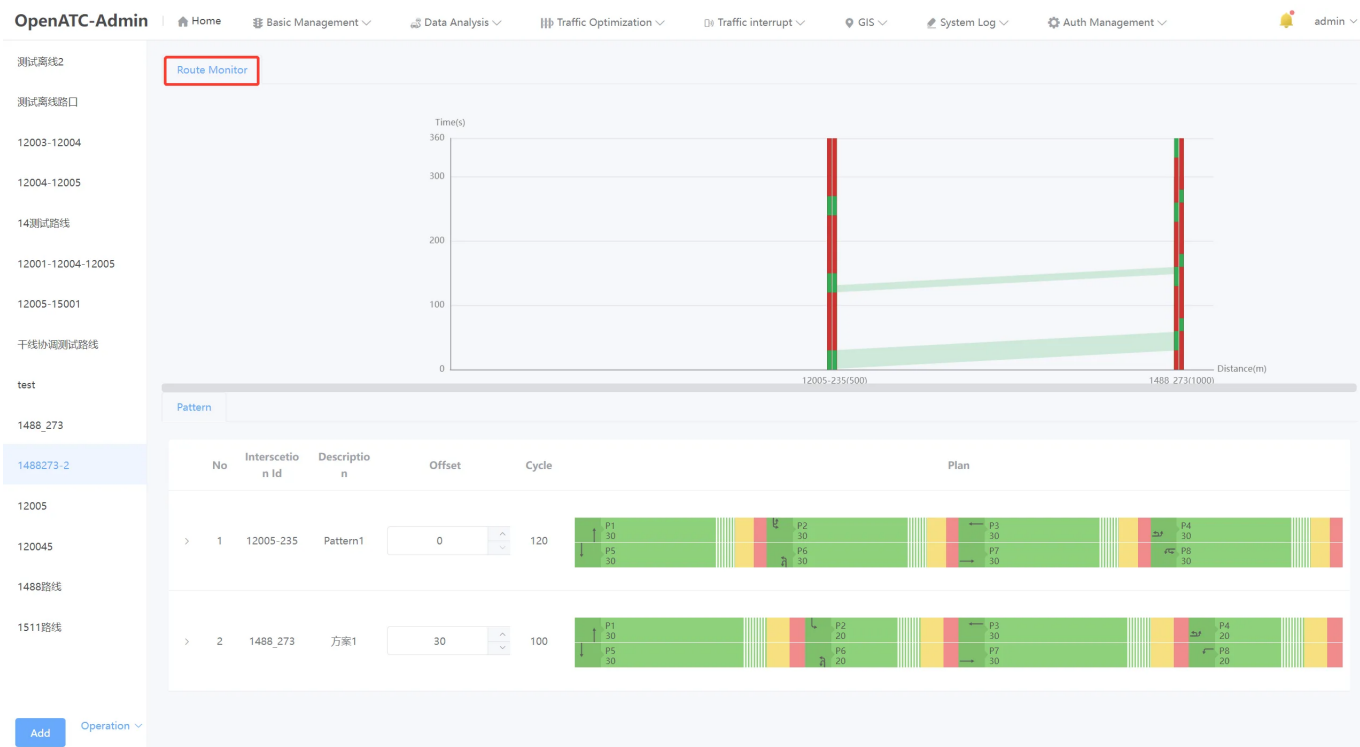 OpenATC-Admin
Home
Basic Management
Data Analysis
Traffic Optimization
Traffic interrupt
GIS
System Log
Auth Management
admin
测试离线2
测试离线路口
12003-12004
12004-12005
14测试路线
12001-12004-12005
12005-15001
干线协调测试路线
test
1488_273
1488273-2
12005
120045
1488路线
1511路线
Add
Operation
Route Monitor
Time(s)
360
300
200
100
0
Distance(m)
12005-235(500)
1488_273(1000)
Pattern
No
Interscetio
n Id
Descriptio
n
Offset
Cycle
Plan
1
12005-235
Pattern1
0
120
P1
30
P2
30
P3
30
P4
30
P5
30
P6
30
P7
30
P8
30
2
1488_273
方案1
30
100
P1
30
P2
20
P3
30
P4
20
P5
30
P6
20
P7
30
P8
20